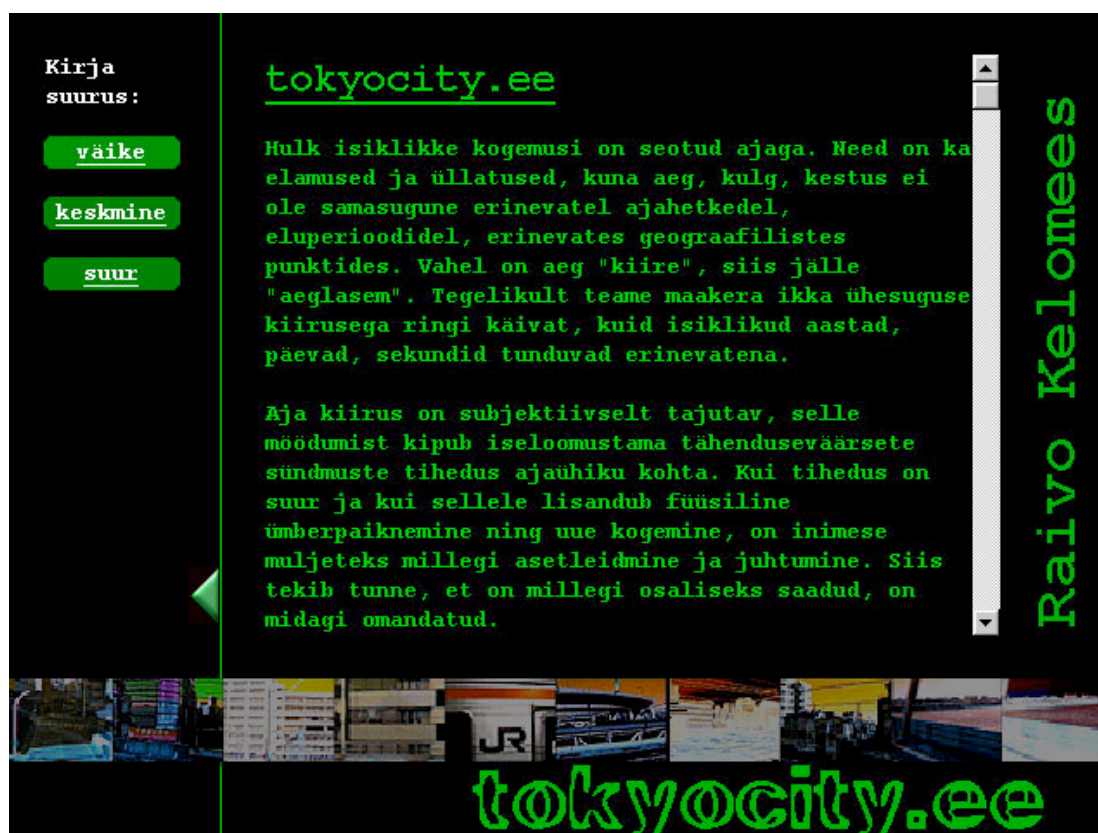 Kirja
suurus:
väike
keskmine
suur
tokyocity.ee
Hulk isiklikke kogemusi on seotud ajaga. Need on ka
elamused ja üllatused, kuna aeg, kulg, kestus ei
ole samasugune erinevatel ajahetkedel,
eluperioodidel, erinevates geograafilistes
punktides. Vahel on aeg "kiire", siis jälle
"aeglasem". Tegelikult teame maakera ikka ühesuguse
kiirusega ringi käivat, kuid isiklikud aastad,
päevad, sekundid tunduvad erinevatena.
Aja kiirus on subjektiivselt tajutav, selle
möödumist kipub iseloomustama tähenduseväärsete
sündmuste tihedus ajaühiku kohta. Kui tihedus on
suur ja kui sellele lisandub füüsiline
ümberpaiknemine ning uue kogemine, on inimese
muljeteks millegi asetleidmine ja juhtumine. Siis
tekib tunne, et on millegi osaliseks saadud, on
midagi omandatud.
Raivo Kelomees
JR
tokyocity.ee